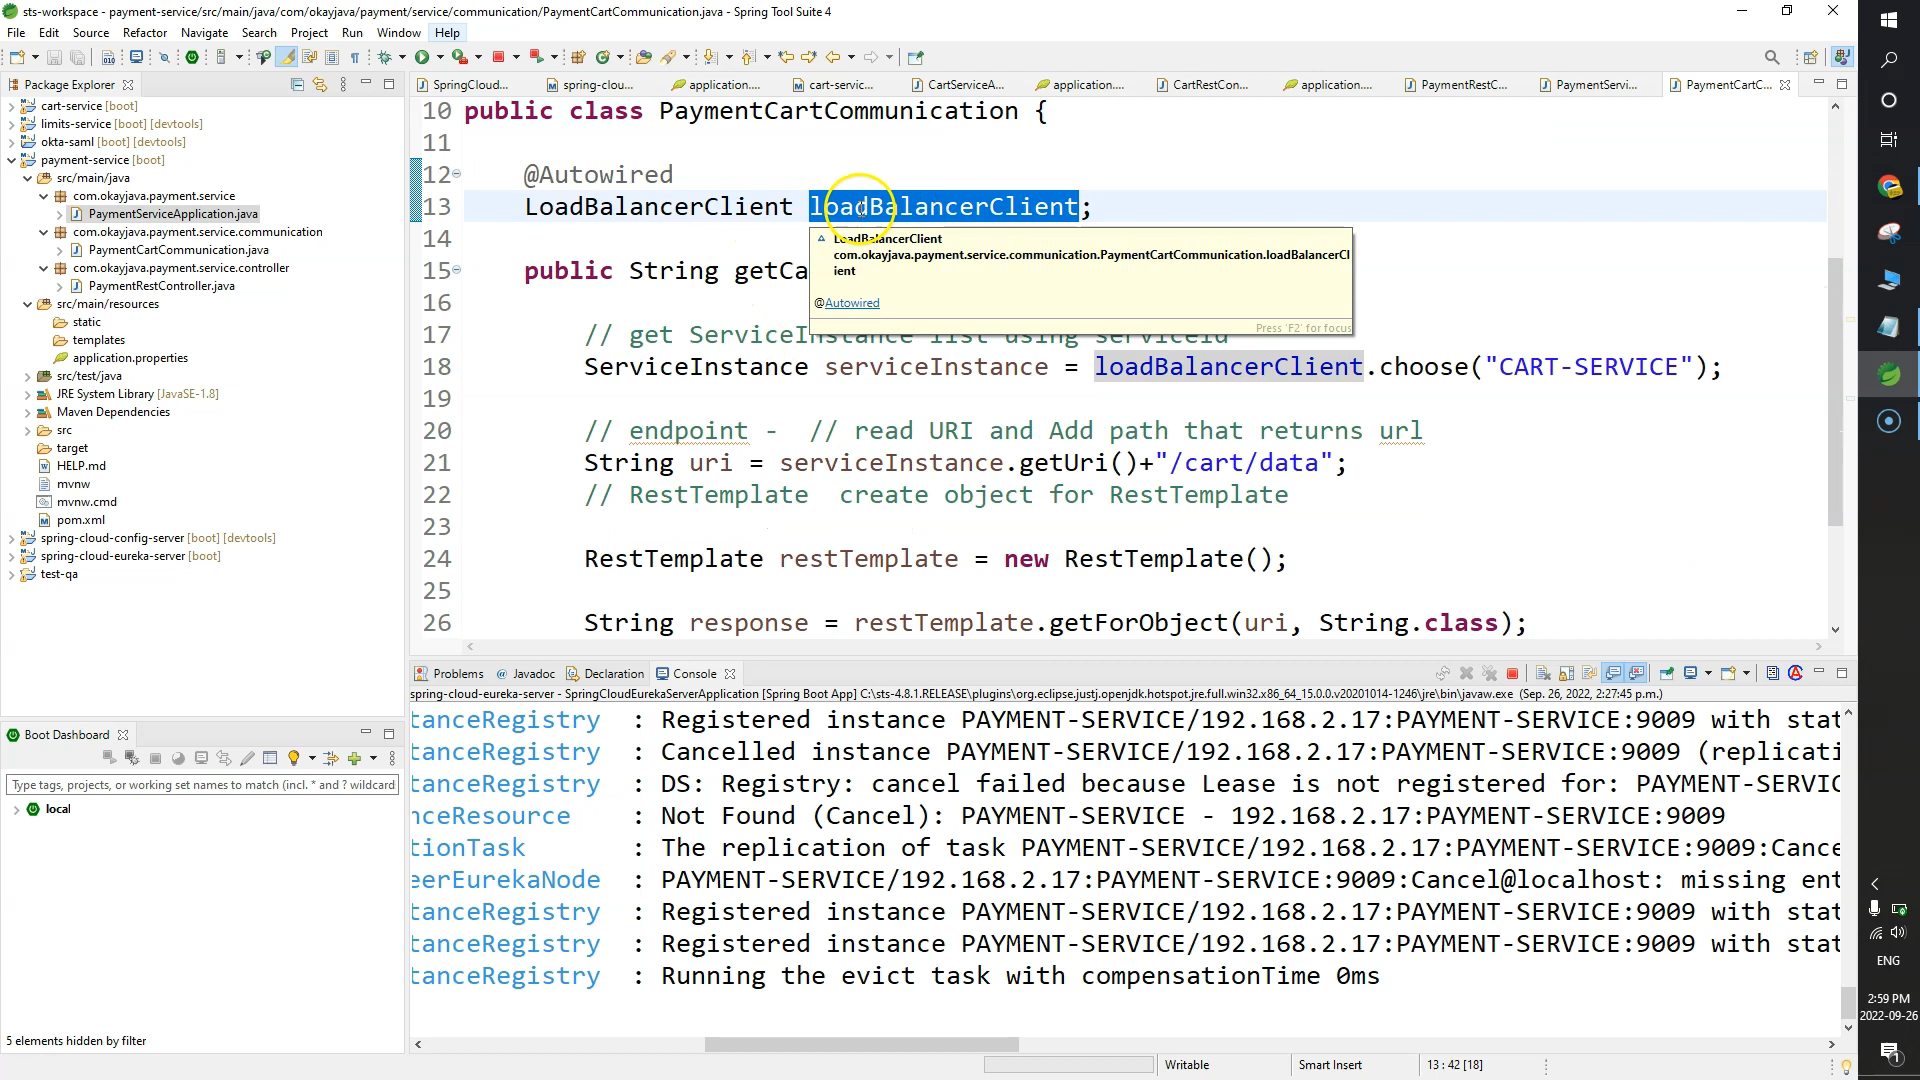 sts-workspace - payment-service/src/main/java/com/okayjava/payment/service/communication/PaymentCartCommunication.java - Spring Tool Suite 4
File Edit Source Refactor Navigate Search Project Run Window Help
Package Explorer
cart-service [boot]
limits-service [boot] [devtools]
okta-saml [boot] [devtools]
payment-service [boot]
src/main/java
com.okayjava.payment.service
PaymentServiceApplication.java
com.okayjava.payment.service.communication
PaymentCartCommunication.java
com.okayjava.payment.service.controller
PaymentRestController.java
src/main/resources
static
templates
application.properties
src/test/java
JRE System Library [JavaSE-1.8]
Maven Dependencies
src
target
HELP.md
mvnw
mvnw.cmd
pom.xml
spring-cloud-config-server [boot] [devtools]
spring-cloud-eureka-server [boot]
test-qa
Boot Dashboard
Type tags, projects, or working set names to match (incl. * and ? wildcard
local
5 elements hidden by filter
SpringCloud... spring-clou... application.... cart-servic... CartServiceA... application.... CartRestCon... application.... PaymentRestC... PaymentServi... PaymentCartC...
10 public class PaymentCartCommunication {
11
12 @Autowired
13 LoadBalancerClient loadBalancerClient;
14
15 public String getCa
16
17 // get ServiceInstance list using serviceId
18 ServiceInstance serviceInstance = loadBalancerClient.choose("CART-SERVICE");
19
20 // endpoint - // read URI and Add path that returns url
21 String uri = serviceInstance.getUri()+"/cart/data";
22 // RestTemplate create object for RestTemplate
23
24 RestTemplate restTemplate = new RestTemplate();
25
26 String response = restTemplate.getForObject(uri, String.class);
LoadBalancerClient
com.okayjava.payment.service.communication.PaymentCartCommunication.loadBalancerCl
ient
@Autowired
Press 'F2' for focus
Problems @ Javadoc Declaration Console
spring-cloud-eureka-server - SpringCloudEurekaServerApplication [Spring Boot App] C:\sts-4.8.1.RELEASE\plugins\org.eclipse.justj.openjdk.hotspot.jre.full.win32.x86_64_15.0.0.v20201014-1246\jre\bin\javaw.exe (Sep. 26, 2022, 2:27:45 p.m.)
tanceRegistry : Registered instance PAYMENT-SERVICE/192.168.2.17:PAYMENT-SERVICE:9009 with stat
tanceRegistry : Cancelled instance PAYMENT-SERVICE/192.168.2.17:PAYMENT-SERVICE:9009 (replicati
tanceRegistry : DS: Registry: cancel failed because Lease is not registered for: PAYMENT-SERVIC
nceResource : Not Found (Cancel): PAYMENT-SERVICE - 192.168.2.17:PAYMENT-SERVICE:9009
tionTask : The replication of task PAYMENT-SERVICE/192.168.2.17:PAYMENT-SERVICE:9009:Cance
eerEurekaNode : PAYMENT-SERVICE/192.168.2.17:PAYMENT-SERVICE:9009:Cancel@localhost: missing ent
tanceRegistry : Registered instance PAYMENT-SERVICE/192.168.2.17:PAYMENT-SERVICE:9009 with stat
tanceRegistry : Registered instance PAYMENT-SERVICE/192.168.2.17:PAYMENT-SERVICE:9009 with stat
tanceRegistry : Running the evict task with compensationTime 0ms
Writable Smart Insert 13 : 42 [18]
ENG
2:59 PM
2022-09-26
1